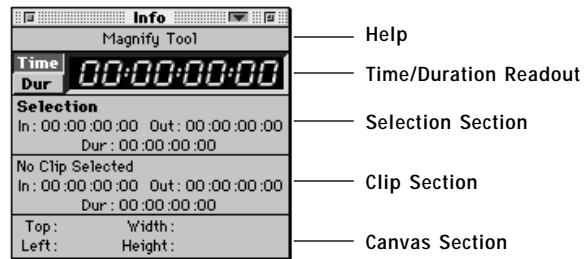 Info
Magnify Tool
Help
Time
Dur
00:00:00:00
Time/Duration Readout
Selection
In: 00:00:00:00 Out: 00:00:00:00
Dur: 00:00:00:00
Selection Section
No Clip Selected
In: 00:00:00:00 Out: 00:00:00:00
Dur: 00:00:00:00
Clip Section
Top: Width:
Left: Height:
Canvas Section